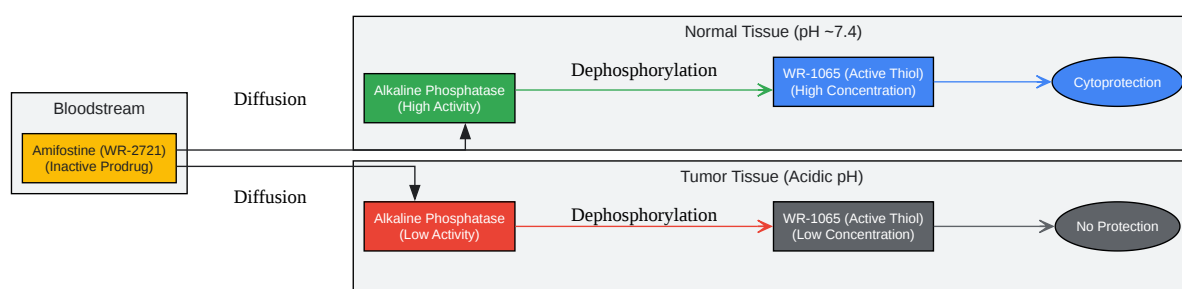 Normal Tissue (pH ~7.4)
Dephosphorylation
Alkaline Phosphatase
(High Activity)
WR-1065 (Active Thiol)
(High Concentration)
Cytoprotection
Diffusion
Bloodstream
Amifostine (WR-2721)
(Inactive Prodrug)
Diffusion
Tumor Tissue (Acidic pH)
Dephosphorylation
Alkaline Phosphatase
(Low Activity)
WR-1065 (Active Thiol)
(Low Concentration)
No Protection